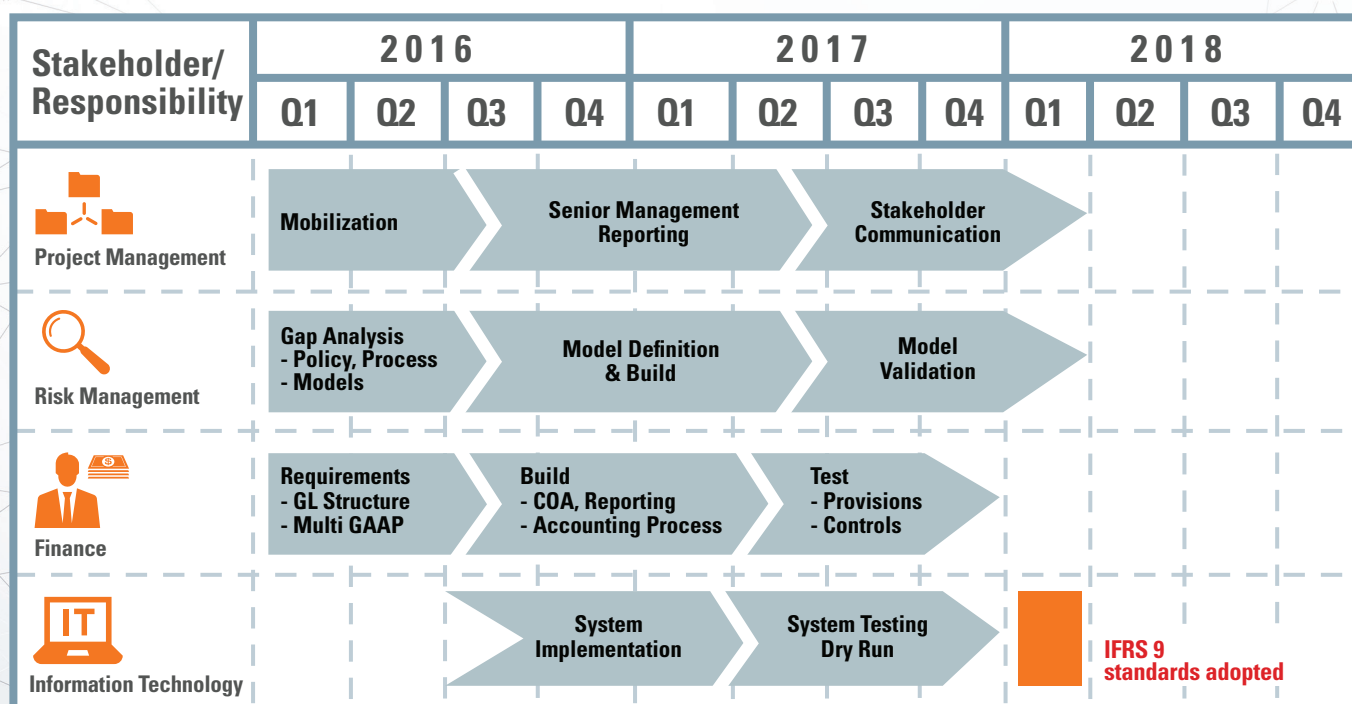 Stakeholder/
Responsibility
2016
2017
2018
Q1 Q2 Q3 Q4 Q1 Q2 Q3 Q4 Q1 Q2 Q3 Q4
Project Management
Mobilization
Senior Management
Reporting
Stakeholder
Communication
Risk Management
Gap Analysis
- Policy, Process
- Models
Model Definition
& Build
Model
Validation
$
Finance
Requirements
- GL Structure
- Multi GAAP
Build
- COA, Reporting
- Accounting Process
Test
- Provisions
- Controls
IT
Information Technology
System
Implementation
System Testing
Dry Run
IFRS 9
standards adopted